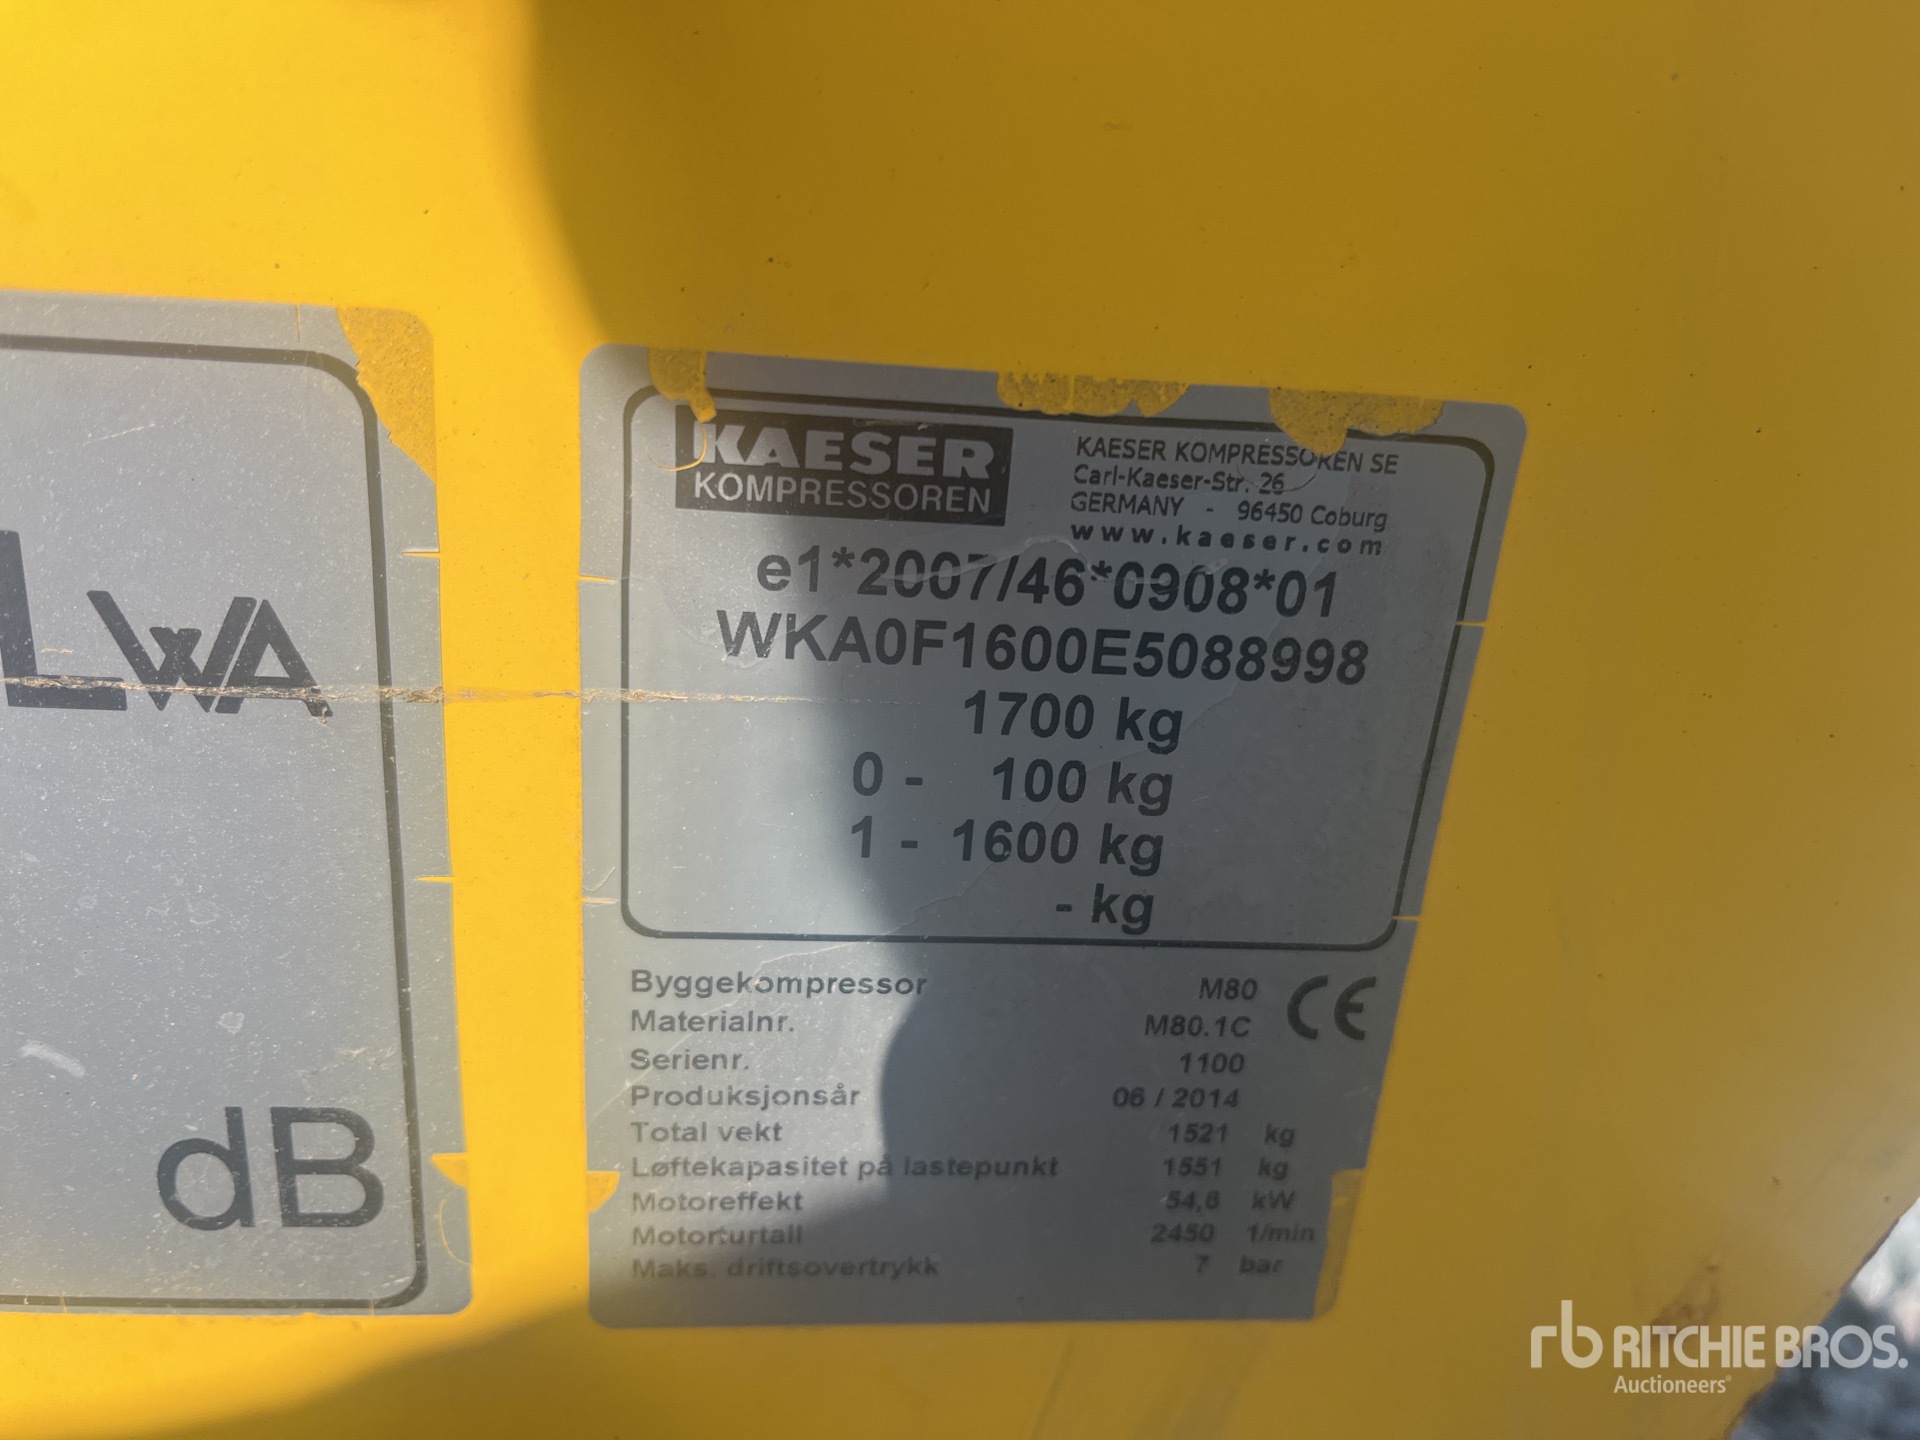 LWA
dB
KAESER
KOMPRESSOREN
KAESER KOMPRESSOREN SE
Carl-Kaeser-Str. 26
GERMANY - 96450 Coburg
www.kaeser.com
e1*2007/46*0908*01
WKA0F1600E5088998
1700 kg
0 - 100 kg
1 - 1600 kg
- kg
Byggekompressor M80
CE
Materialnr. M80.1C
Serienr. 1100
Produksjonsår 06 / 2014
Total vekt 1521 kg
Løftekapasitet på lastepunkt 1551 kg
Motoreffekt 54,6 kW
Motorturtall 2450 1/min
Maks. driftsovertrykk 7 bar
rb RITCHIE BROS.
Auctioneers